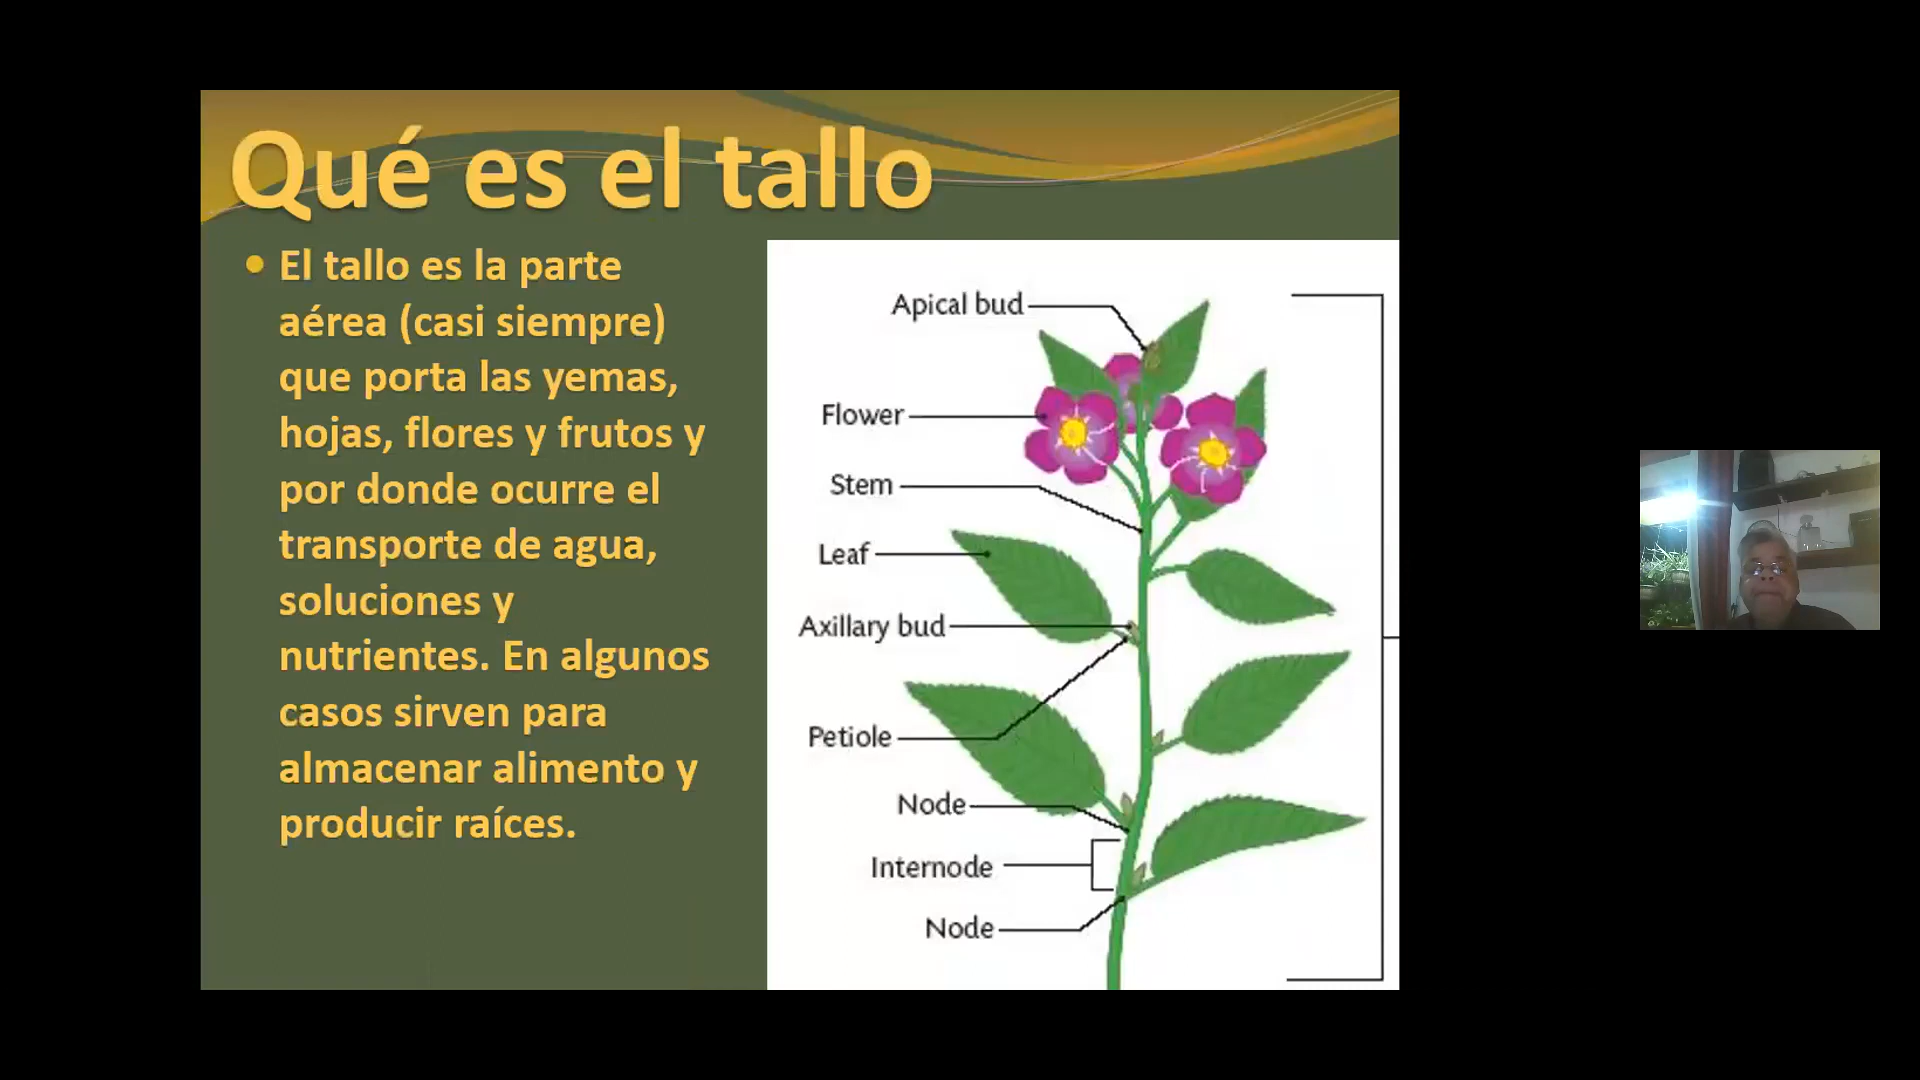 Qué es el tallo
El tallo es la parte
aérea (casi siempre)
que porta las yemas,
hojas, flores y frutos y
por donde ocurre el
transporte de agua,
soluciones y
nutrientes. En algunos
casos sirven para
almacenar alimento y
producir raíces.
Apical bud
Flower
Stem
Leaf
Axillary bud
Petiole
Node
Internode
Node